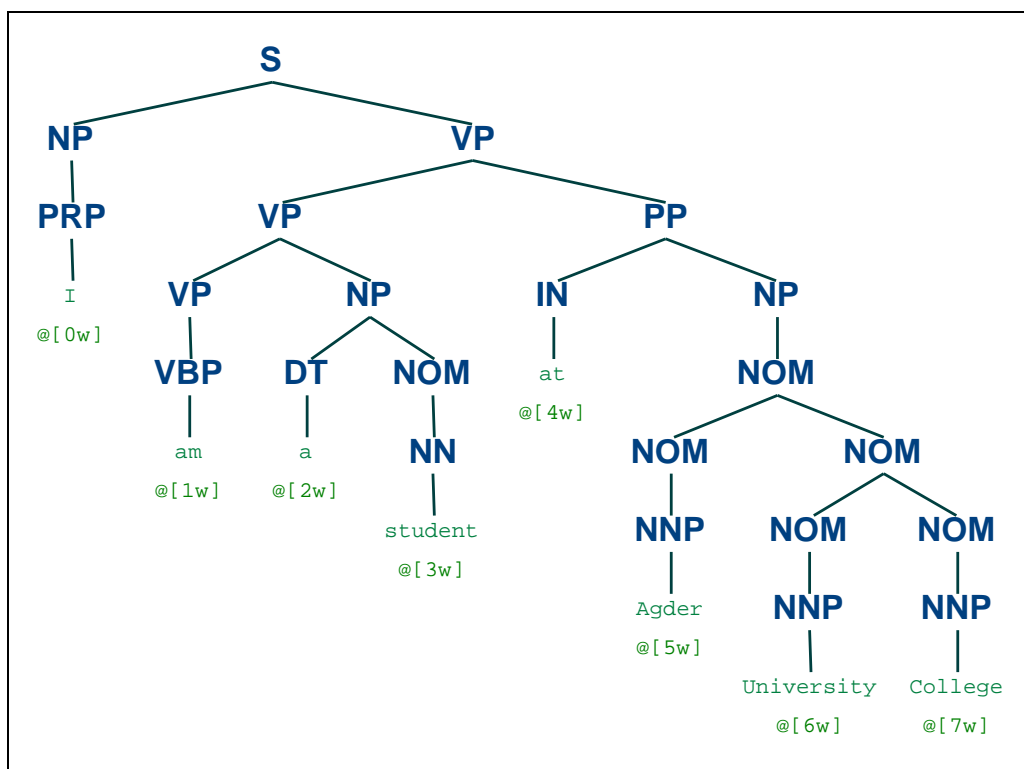 S
NP VP
PRP VP PP
I VP NP IN NP
@[0w]
VBP DT NOM at NOM
@[4w]
am a NN NOM NOM
@[1w] @[2w]
student NNP NOM NOM
@[3w]
Agder NNP NNP
@[5w]
University College
@[6w] @[7w]